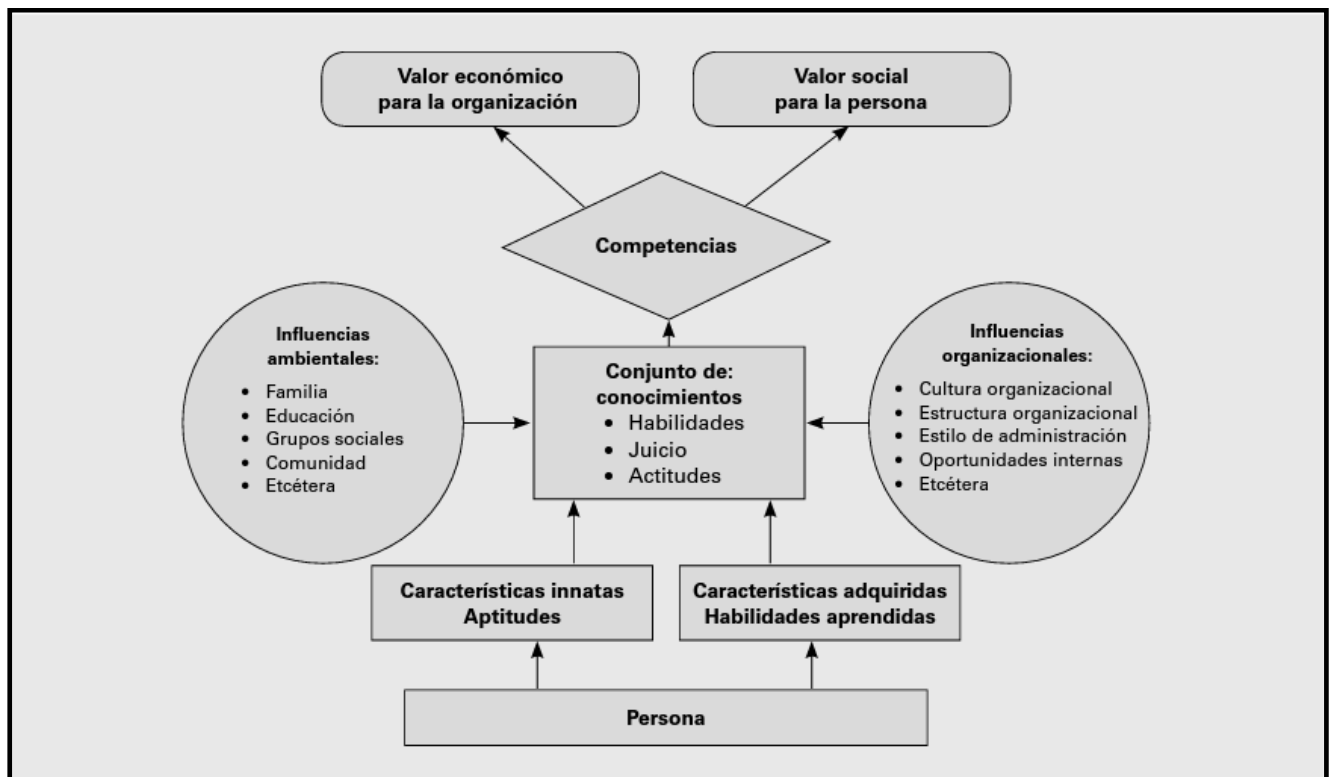 Valor económico
para la organización
Valor social
para la persona
Competencias
Influencias
ambientales:
• Familia
• Educación
• Grupos sociales
• Comunidad
• Etcétera
Conjunto de:
conocimientos
• Habilidades
• Juicio
• Actitudes
Influencias
organizacionales:
• Cultura organizacional
• Estructura organizacional
• Estilo de administración
• Oportunidades internas
• Etcétera
Características innatas
Aptitudes
Características adquiridas
Habilidades aprendidas
Persona